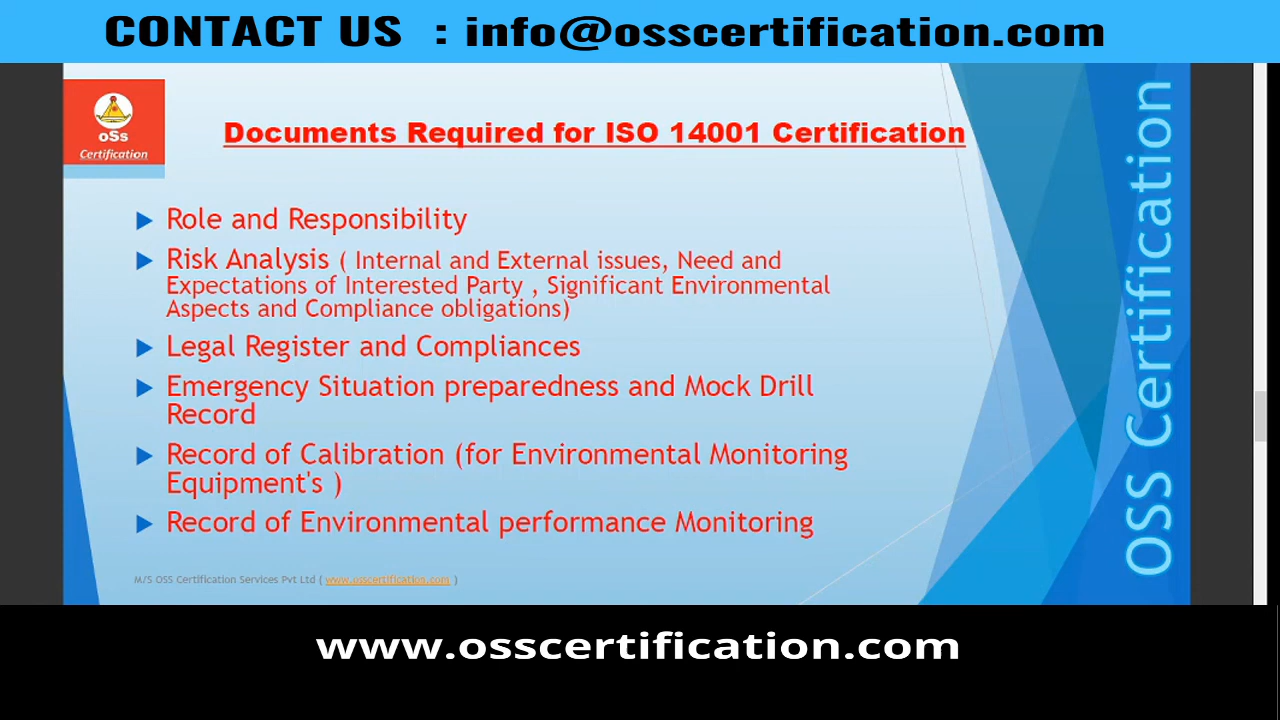 CONTACT US : info@osscertification.com
oSs
Certification
Documents Required for ISO 14001 Certification
Role and Responsibility
Risk Analysis ( Internal and External issues, Need and
Expectations of Interested Party , Significant Environmental
Aspects and Compliance obligations)
Legal Register and Compliances
Emergency Situation preparedness and Mock Drill
Record
Record of Calibration (for Environmental Monitoring
Equipment's )
Record of Environmental performance Monitoring
M/S OSS Certification Services Pvt Ltd ( www.osscertification.com )
OSS Certification
www.osscertification.com